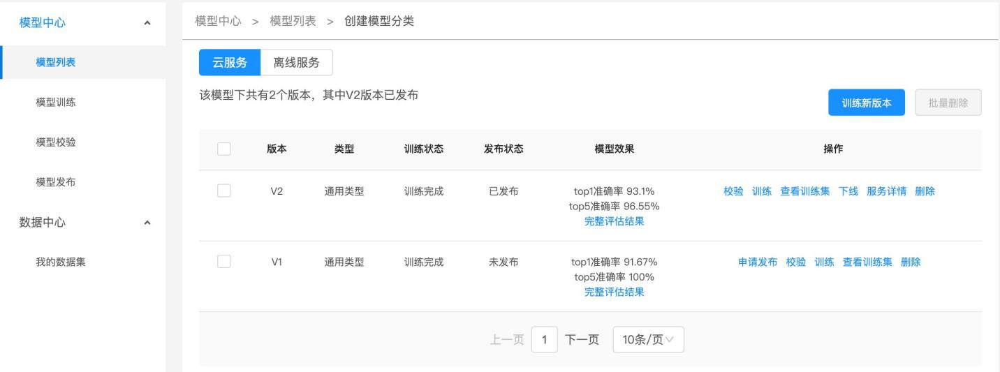 模型中心
模型列表
模型训练
模型校验
模型发布
数据中心
我的数据集
模型中心 > 模型列表 > 创建模型分类
云服务 离线服务
该模型下共有2个版本，其中V2版本已发布
训练新版本 批量删除
版本 类型 训练状态 发布状态 模型效果 操作
V2 通用类型 训练完成 已发布 top1准确率 93.1% 校验 训练 查看训练集 下线 服务详情 删除
top5准确率 96.55%
完整评估结果
V1 通用类型 训练完成 未发布 top1准确率 91.67% 申请发布 校验 训练 查看训练集 删除
top5准确率 100%
完整评估结果
上一页 1 下一页 10条/页